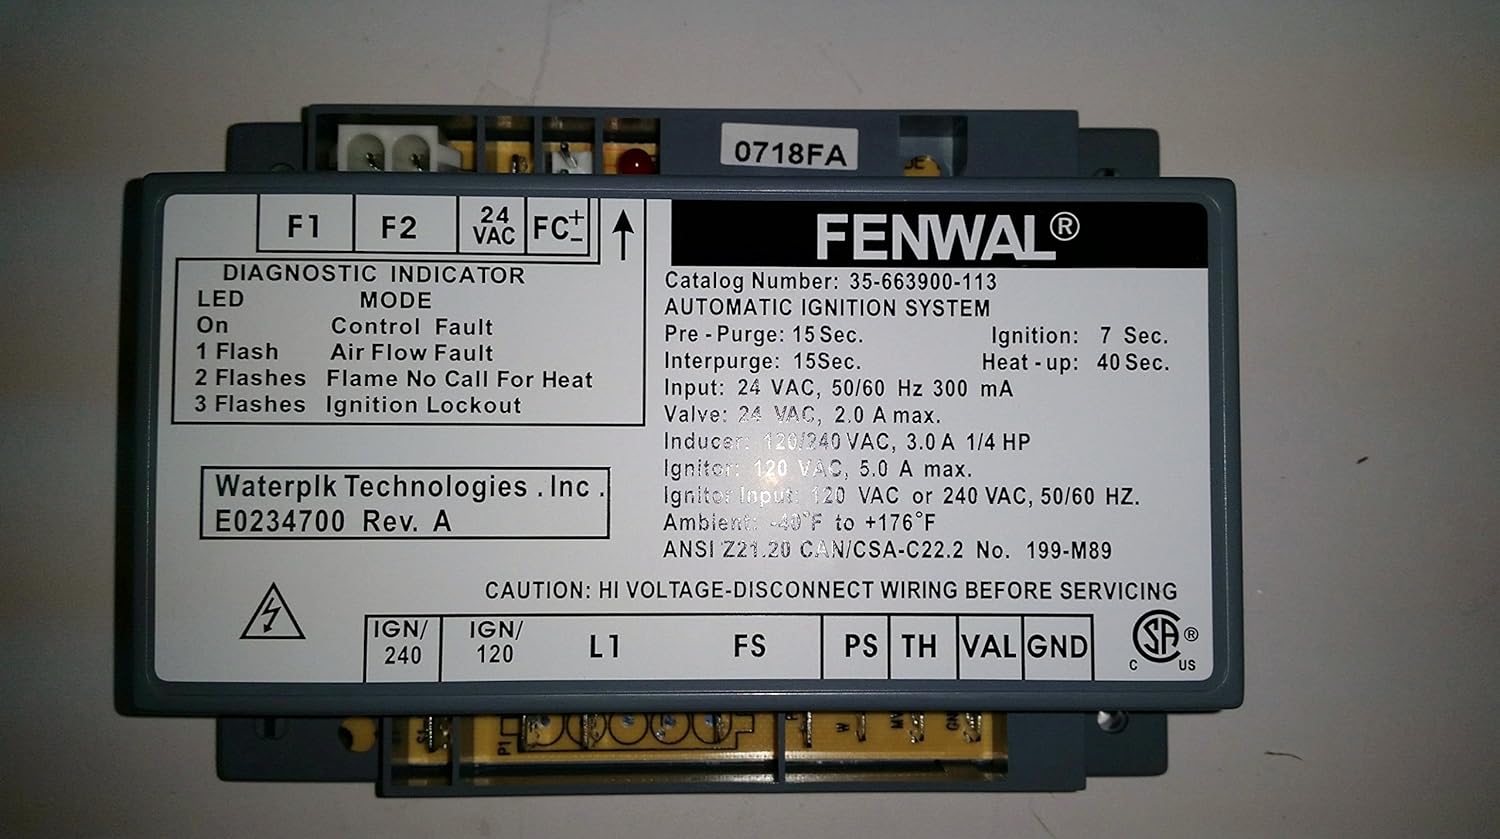 0718FA
F1 F2 24 VAC FC + -
FENWAL®
DIAGNOSTIC INDICATOR
LED MODE
On Control Fault
1 Flash Air Flow Fault
2 Flashes Flame No Call For Heat
3 Flashes Ignition Lockout
Catalog Number: 35-663900-113
AUTOMATIC IGNITION SYSTEM
Pre-Purge: 15 Sec. Ignition: 7 Sec.
Interpurge: 15Sec. Heat-up: 40 Sec.
Input: 24 VAC, 50/60 Hz 300 mA
Valve: 24 VAC, 2.0 A max.
Inducer: 120/240 VAC, 3.0 A 1/4 HP
Ignitor: 120 VAC, 5.0 A max.
Ignitor Input: 120 VAC or 240 VAC, 50/60 HZ.
Ambient: -40°F to +176°F
ANSI Z21.20 CAN/CSA-C22.2 No. 199-M89
Waterplk Technologies .Inc.
E0234700 Rev. A
CAUTION: HI VOLTAGE-DISCONNECT WIRING BEFORE SERVICING
IGN/240 IGN/120 L1 FS PS TH VAL GND
C SA ® US
P1 W